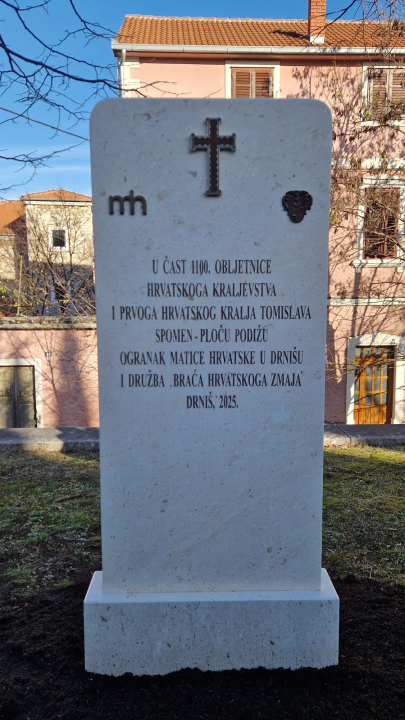 mh
U ČAST 1100. OBLJETNICE
HRVATSKOGA KRALJEVSTVA
I PRVOGA HRVATSKOG KRALJA TOMISLAVA
SPOMEN - PLOČU PODIŽU
OGRANAK MATICE HRVATSKE U DRNIŠU
I DRUŽBA „BRAĆA HRVATSKOGA ZMAJA"
DRNIŠ, 2025.